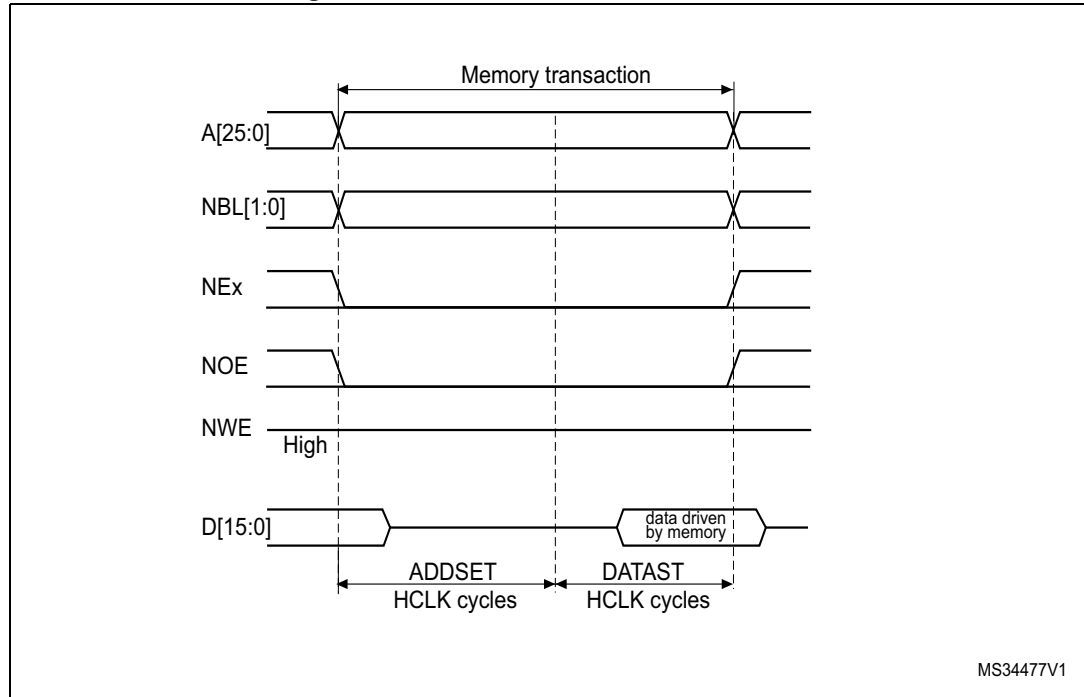 Memory transaction
A[25:0]
NBL[1:0]
NEx
NOE
NWE
High
D[15:0]
data driven
by memory
ADDSET
HCLK cycles
DATAST
HCLK cycles
MS34477V1